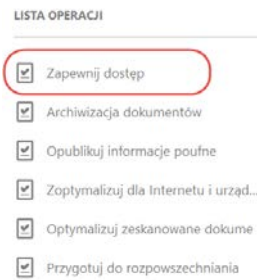 LISTA OPERACJI
Zapewnij dostęp
Archiwizacja dokumentów
Opublikuj informacje poufne
Zoptymalizuj dla Internetu i urząd...
Optymalizuj zeskanowane dokume
Przygotuj do rozpowszechniania